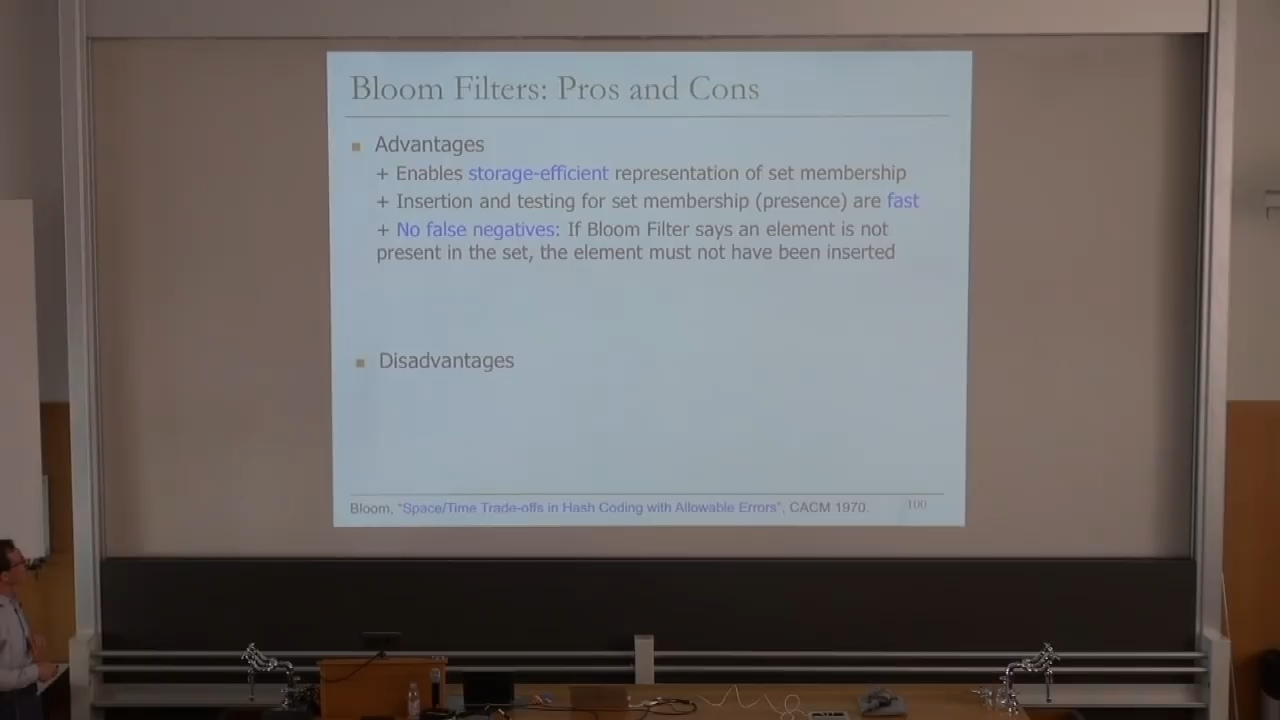 Bloom Filters: Pros and Cons
Advantages
+ Enables storage-efficient representation of set membership
+ Insertion and testing for set membership (presence) are fast
+ No false negatives: If Bloom Filter says an element is not
present in the set, the element must not have been inserted
Disadvantages
Bloom, "Space/Time Trade-offs in Hash Coding with Allowable Errors", CACM 1970.
100